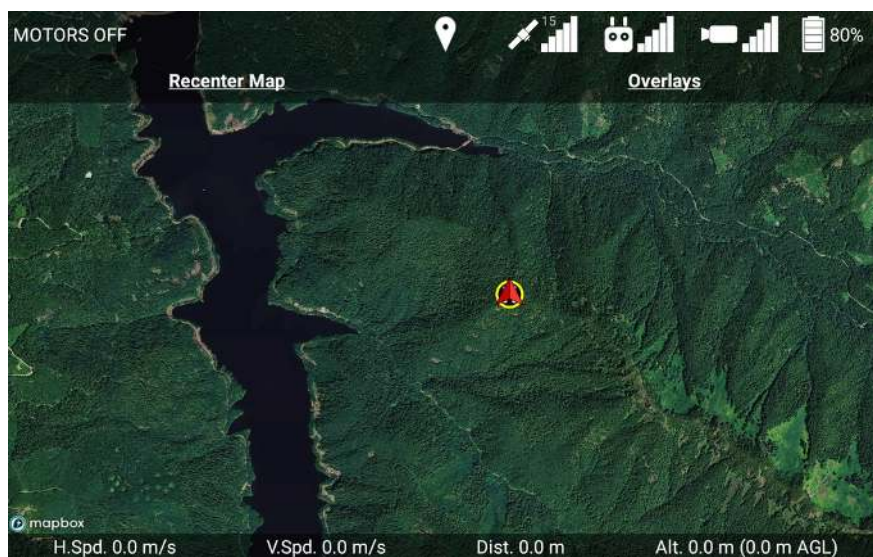 MOTORS OFF
15
80%
Recenter Map
Overlays
mapbox
H.Spd. 0.0 m/s
V.Spd. 0.0 m/s
Dist. 0.0 m
Alt. 0.0 m (0.0 m AGL)